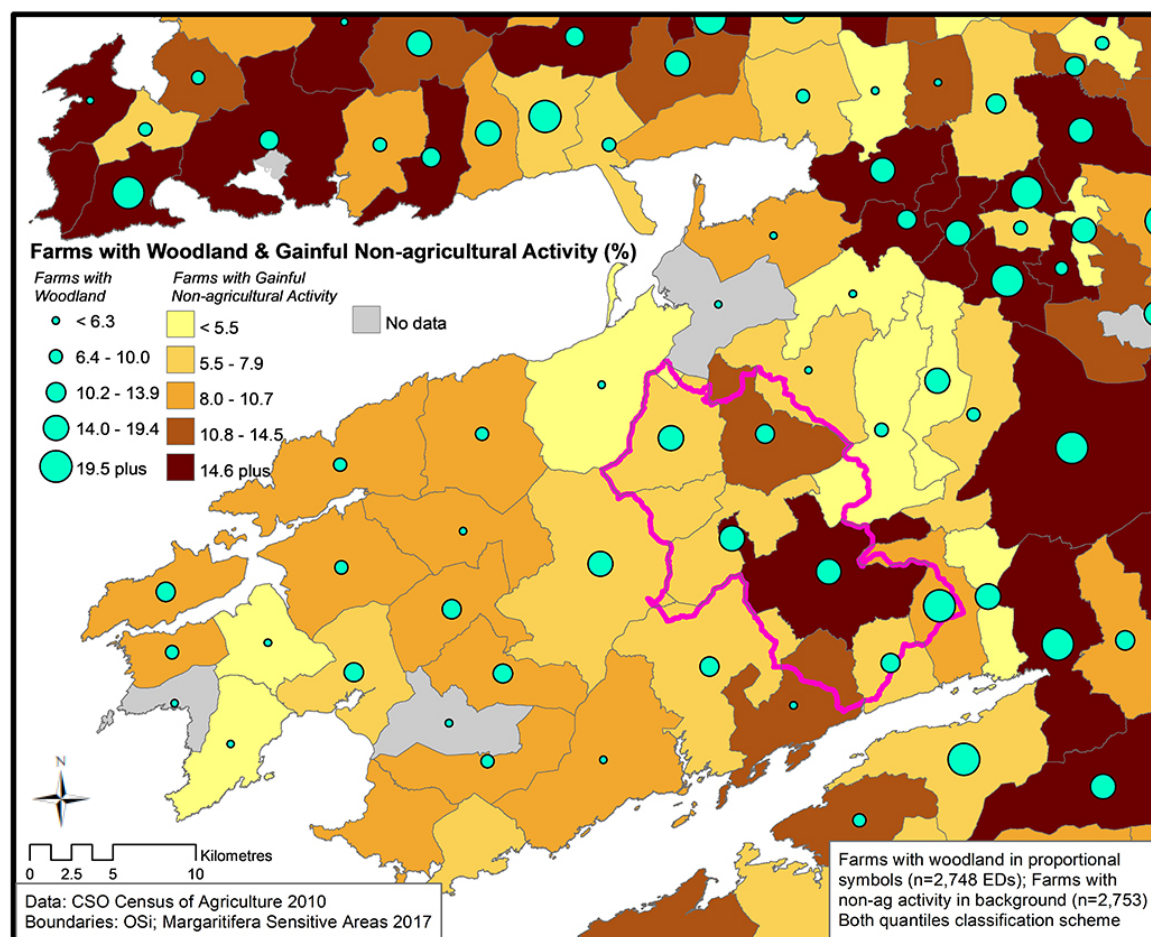 Farms with Woodland & Gainful Non-agricultural Activity (%)
Farms with
Woodland
< 6.3
6.4 - 10.0
10.2 - 13.9
14.0 - 19.4
19.5 plus
Farms with Gainful
Non-agricultural Activity
< 5.5
5.5 - 7.9
8.0 - 10.7
10.8 - 14.5
14.6 plus
No data
N
Kilometres
0 2.5 5 10
Data: CSO Census of Agriculture 2010
Boundaries: OSi; Margaritifera Sensitive Areas 2017
Farms with woodland in proportional
symbols (n=2,748 EDs); Farms with
non-ag activity in background (n=2,753)
Both quantiles classification scheme